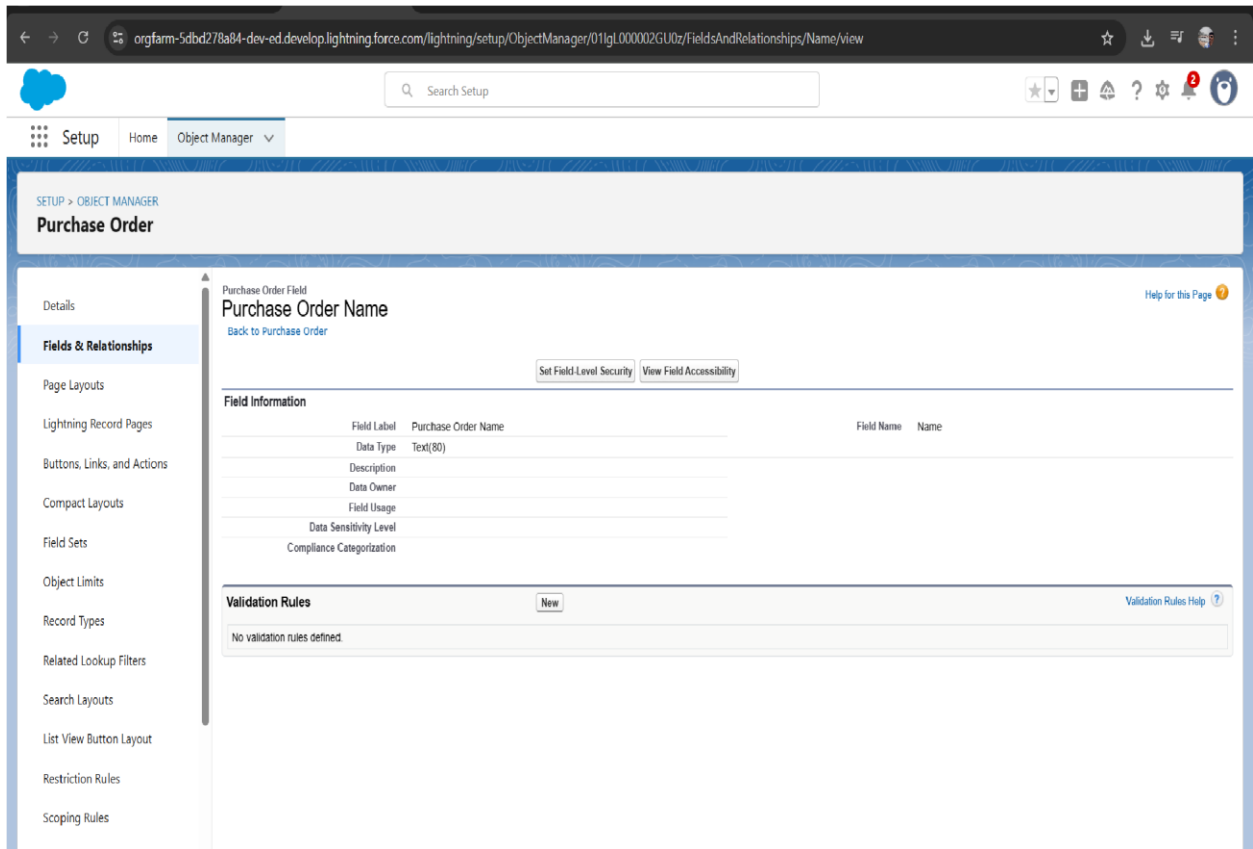 orgfarm-5dbd278a84-dev-ed.develop.lightning.force.com/lightning/setup/ObjectManager/01IgL000002GU0z/FieldsAndRelationships/Name/view
Search Setup
2
Setup Home Object Manager
SETUP > OBJECT MANAGER
Purchase Order
Details
Fields & Relationships
Page Layouts
Lightning Record Pages
Buttons, Links, and Actions
Compact Layouts
Field Sets
Object Limits
Record Types
Related Lookup Filters
Search Layouts
List View Button Layout
Restriction Rules
Scoping Rules
Purchase Order Field
Purchase Order Name
Back to Purchase Order
Help for this Page ?
Set Field-Level Security View Field Accessibility
Field Information
Field Label Purchase Order Name Field Name Name
Data Type Text(80)
Description
Data Owner
Field Usage
Data Sensitivity Level
Compliance Categorization
Validation Rules New Validation Rules Help ?
No validation rules defined.